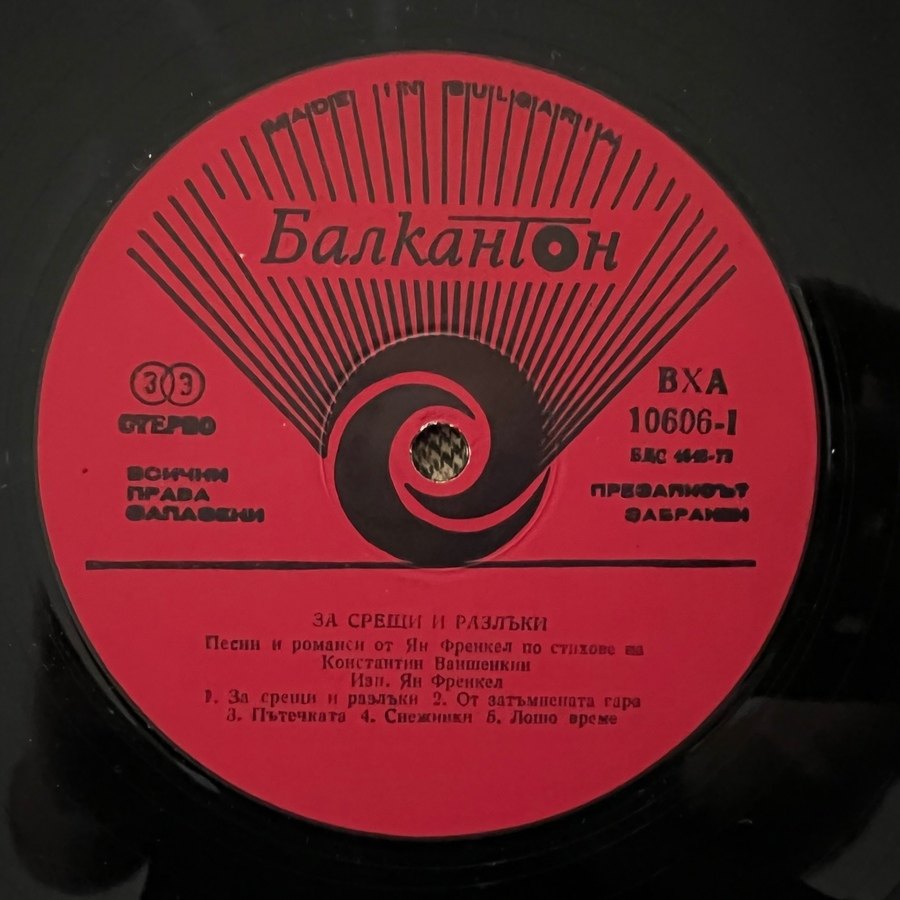 MADE IN BULGARIA
Балкантон
33
СТЕРЕО
ВСИЧКИ
ПРАВА
ЗАПАЗЕНИ
ВХА
10606-I
БДС
ПРЕЗАПИСЪТ
ЗАБРАНЕН
ЗА СРЕЩИ И РАЗЛЪКИ
Песни и романси от Ян Френкел по стихове на
Константин Ваншенкин
Изп. Ян Френкел
1. За срещи и разлъки 2. От затъмнената гара
3. Пътечката 4. Снежинки 5. Лошо време